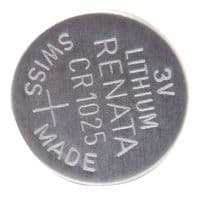 3V
LITHIUM
RENATA
CR1025
SWISS + MADE